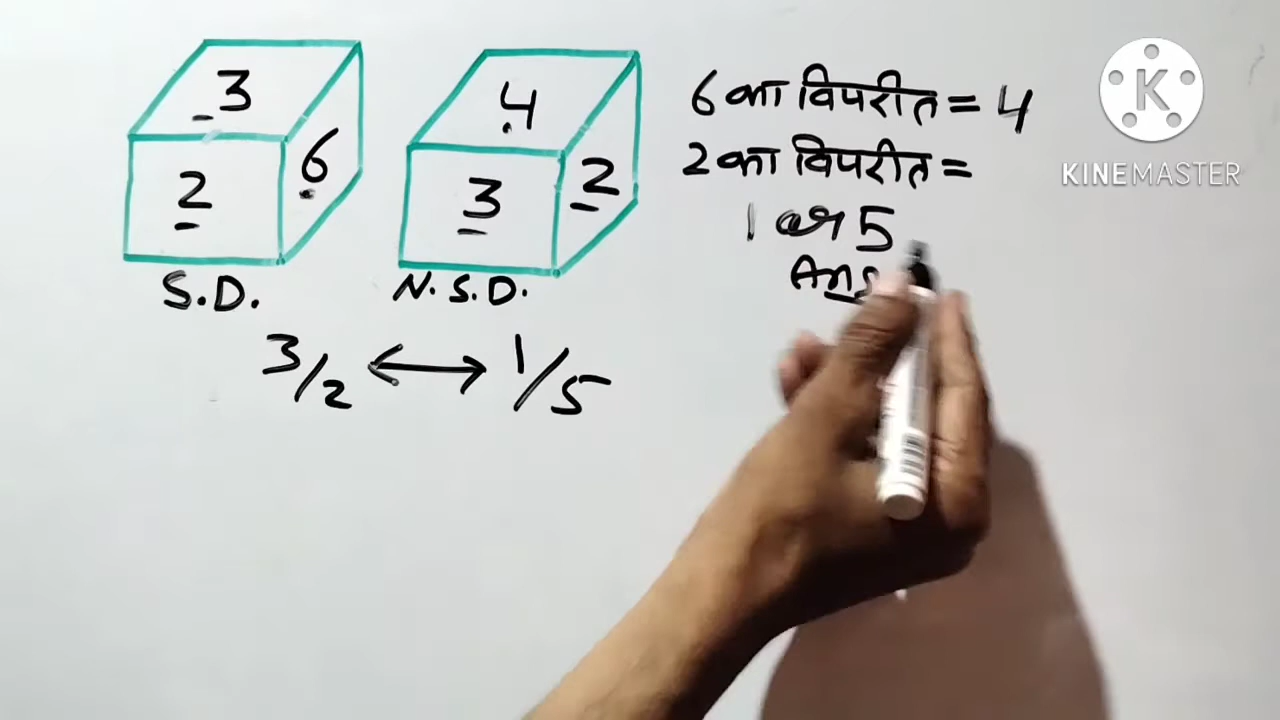 3
6
2
S.D.
4
2
3
N.S.D.
3/2 ↔ 1/5
6 का विपरीत = 4
2 का विपरीत =
1 or 5
Ans
K
KINEMASTER